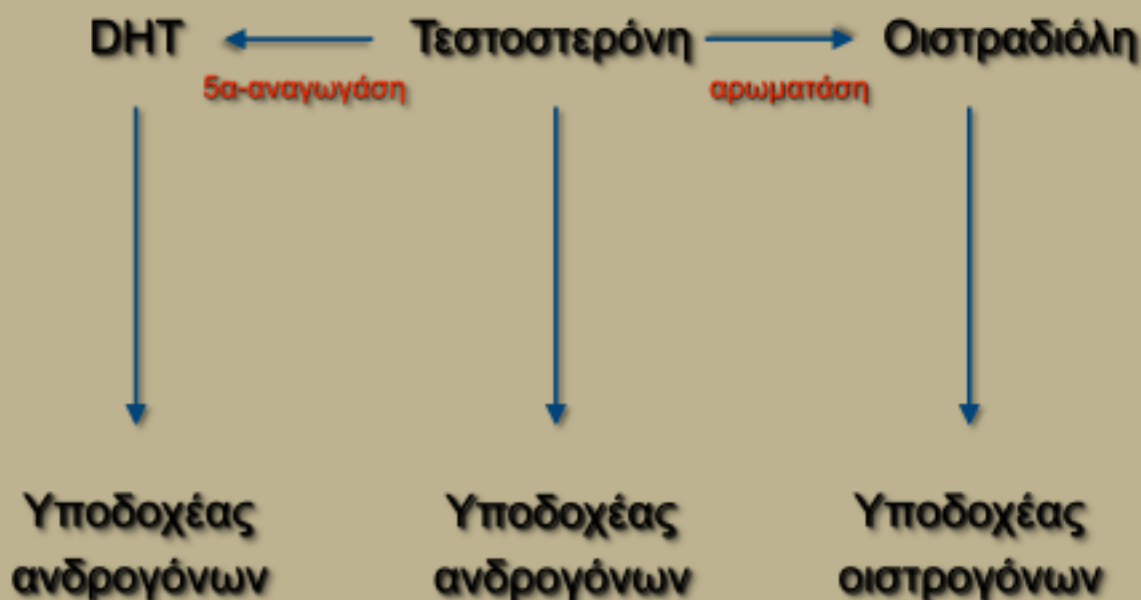 DHT Τεστοστερόνη Οιστραδιόλη
5α-αναγωγάση αρωματάση
Υποδοχέας Υποδοχέας Υποδοχέας
ανδρογόνων ανδρογόνων οιστρογόνων